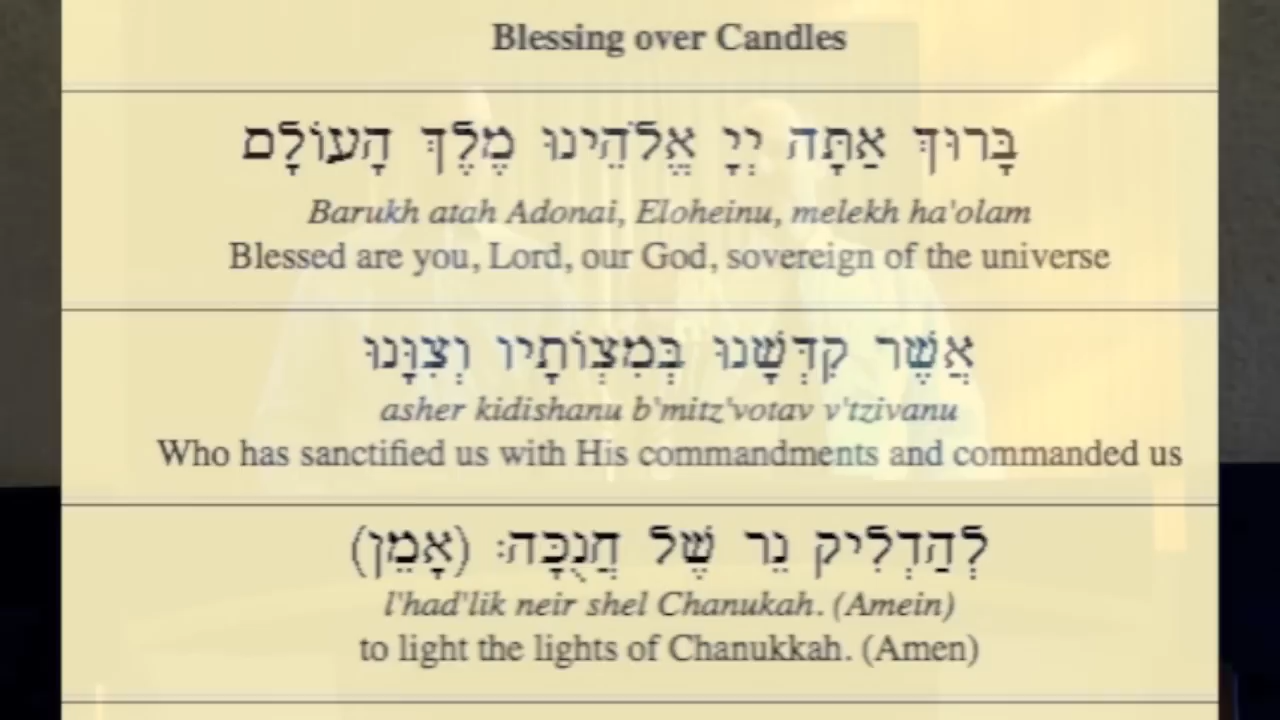 Blessing over Candles
בָּרוּךְ אַתָּה יְיָ אֱלֹהֵינוּ מֶלֶךְ הָעוֹלָם
Barukh atah Adonai, Eloheinu, melekh ha'olam
Blessed are you, Lord, our God, sovereign of the universe
אֲשֶׁר קִדְּשָׁנוּ בְּמִצְוֹתָיו וְצִוָּנוּ
asher kidishanu b'mitz'votav v'tzivanu
Who has sanctified us with His commandments and commanded us
לְהַדְלִיק נֵר שֶׁל חֲנֻכָּה: (אָמֵן)
l'had'lik neir shel Chanukah. (Amein)
to light the lights of Chanukkah. (Amen)